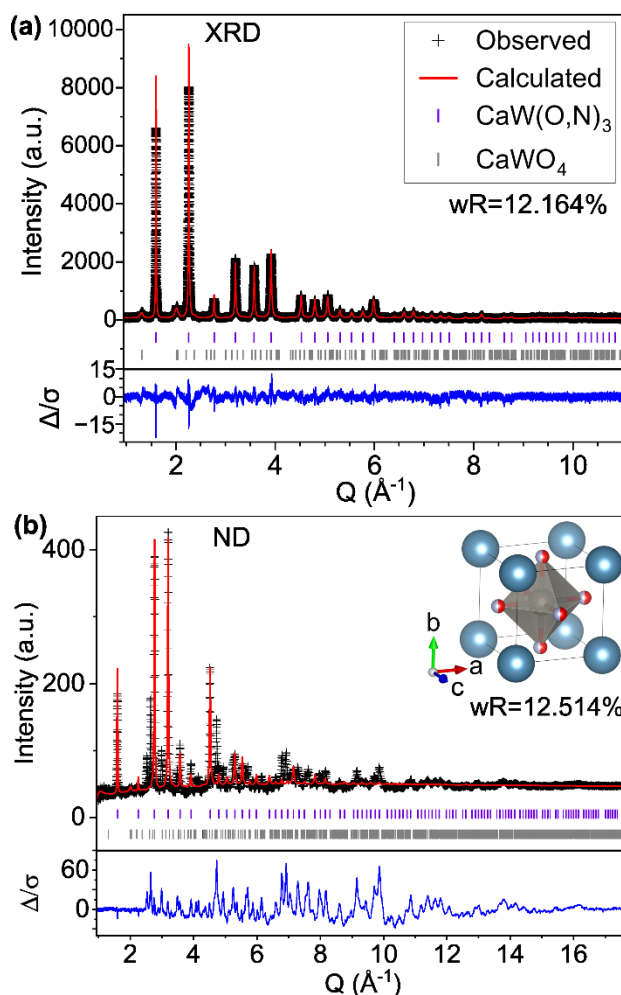 (a)
XRD
Observed
Calculated
CaW(O,N)₃
CaWO₄
wR=12.164%
Intensity (a.u.)
10000
8000
6000
4000
2000
0
Δ/σ
15
0
−15
2 4 6 8 10
Q (Å⁻¹)
(b)
ND
b
a
c
wR=12.514%
Intensity (a.u.)
400
200
0
Δ/σ
60
0
2 4 6 8 10 12 14 16
Q (Å⁻¹)